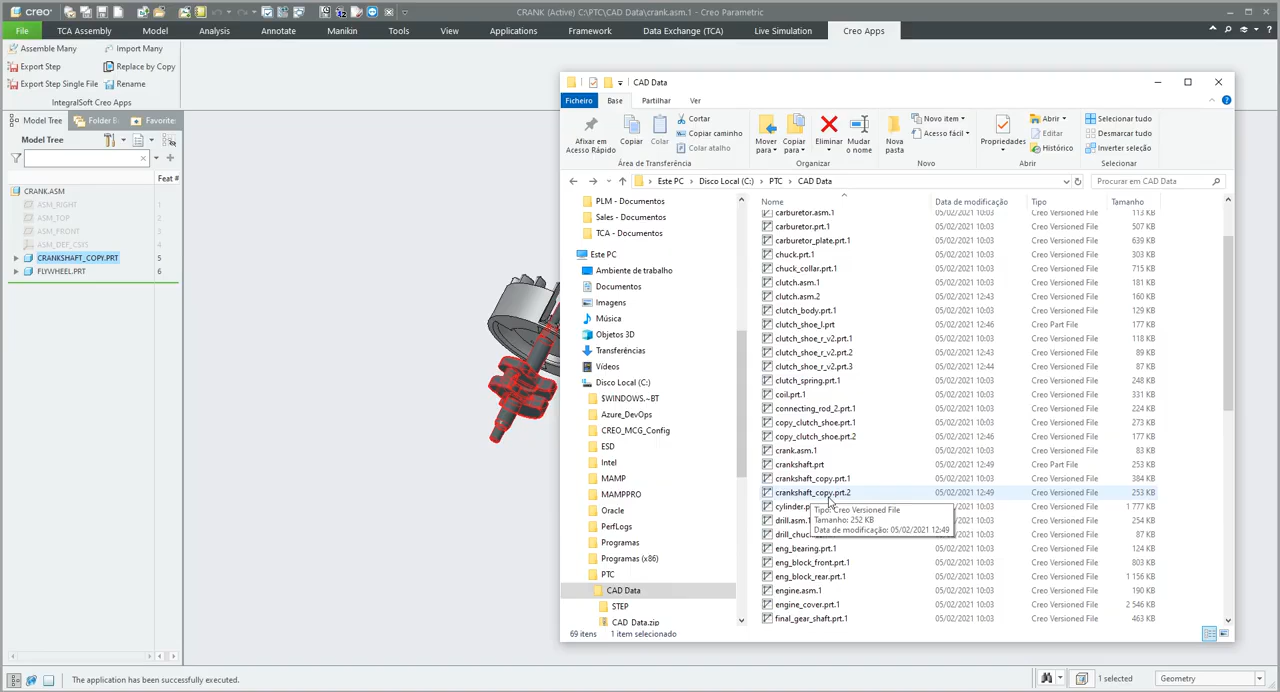 creo
CRANK (Active) C:\PTC\CAD Data\crank.asm.1 - Creo Parametric
File TCA Assembly Model Analysis Annotate Manikin Tools View Applications Framework Data Exchange (TCA) Live Simulation Creo Apps
Assemble Many Import Many
Export Step Replace by Copy
Export Step Single File Rename
IntegralSoft Creo Apps
Model Tree Folder B Favorite:
Model Tree
Feat #
CRANK.ASM
ASM_RIGHT 1
ASM_TOP 2
ASM_FRONT 3
ASM_DEF_CSYS 4
CRANKSHAFT_COPY.PRT 5
FLYWHEEL.PRT 6
CAD Data
Ficheiro Base Partilhar Ver
Afixar em Acesso Rápido
Copiar
Colar
Cortar
Copiar caminho
Colar atalho
Área de Transferência
Mover para
Copiar para
Eliminar
Mudar o nome
Organizar
Nova pasta
Novo item
Acesso fácil
Novo
Propriedades
Abrir
Editar
Histórico
Abrir
Selecionar tudo
Desmarcar tudo
Inverter seleção
Selecionar
Este PC > Disco Local (C:) > PTC > CAD Data
Procurar em CAD Data
PLM - Documentos
Sales - Documentos
TCA - Documentos
Este PC
Ambiente de trabalho
Documentos
Imagens
Música
Objetos 3D
Transferências
Vídeos
Disco Local (C:)
$WINDOWS.~BT
Azure_DevOps
CREO_MCG_Config
ESD
Intel
MAMP
MAMPPRO
Oracle
PerfLogs
Programas
Programas (x86)
PTC
CAD Data
STEP
CAD_Data.zip
Nome Data de modificação Tipo Tamanho
carburetor.asm.1 05/02/2021 10:03 Creo Versioned File 113 KB
carburetor.prt.1 05/02/2021 10:03 Creo Versioned File 507 KB
carburetor_plate.prt.1 05/02/2021 10:03 Creo Versioned File 639 KB
chuck.prt.1 05/02/2021 10:03 Creo Versioned File 303 KB
chuck_collar.prt.1 05/02/2021 10:03 Creo Versioned File 715 KB
clutch.asm.1 05/02/2021 10:03 Creo Versioned File 181 KB
clutch.asm.2 05/02/2021 12:43 Creo Versioned File 160 KB
clutch_body.prt.1 05/02/2021 10:03 Creo Versioned File 129 KB
clutch_shoe_l.prt 05/02/2021 12:46 Creo Part File 177 KB
clutch_shoe_r_v2.prt.1 05/02/2021 10:03 Creo Versioned File 118 KB
clutch_shoe_r_v2.prt.2 05/02/2021 12:43 Creo Versioned File 89 KB
clutch_shoe_r_v2.prt.3 05/02/2021 12:44 Creo Versioned File 87 KB
clutch_spring.prt.1 05/02/2021 10:03 Creo Versioned File 248 KB
coil.prt.1 05/02/2021 10:03 Creo Versioned File 331 KB
connecting_rod_2.prt.1 05/02/2021 10:03 Creo Versioned File 224 KB
copy_clutch_shoe.prt.1 05/02/2021 10:03 Creo Versioned File 273 KB
copy_clutch_shoe.prt.2 05/02/2021 12:46 Creo Versioned File 177 KB
crank.asm.1 05/02/2021 10:03 Creo Versioned File 83 KB
crankshaft.prt 05/02/2021 12:49 Creo Part File 253 KB
crankshaft_copy.prt.1 05/02/2021 10:03 Creo Versioned File 384 KB
crankshaft_copy.prt.2 05/02/2021 12:49 Creo Versioned File 253 KB
cylinder.p 05/02/2021 10:03 Creo Versioned File 1 777 KB
drill.asm.1 Creo Versioned File 254 KB
drill_chuc Creo Versioned File 87 KB
Tipo: Creo Versioned File
Tamanho: 252 KB
Data de modificação: 05/02/2021 12:49
eng_bearing.prt.1 05/02/2021 10:03 Creo Versioned File 124 KB
eng_block_front.prt.1 05/02/2021 10:03 Creo Versioned File 803 KB
eng_block_rear.prt.1 05/02/2021 10:03 Creo Versioned File 1 156 KB
engine.asm.1 05/02/2021 10:03 Creo Versioned File 190 KB
engine_cover.prt.1 05/02/2021 10:03 Creo Versioned File 2 546 KB
final_gear_shaft.prt.1 05/02/2021 10:03 Creo Versioned File 463 KB
69 itens 1 item selecionado
The application has been successfully executed.
1 selected
Geometry